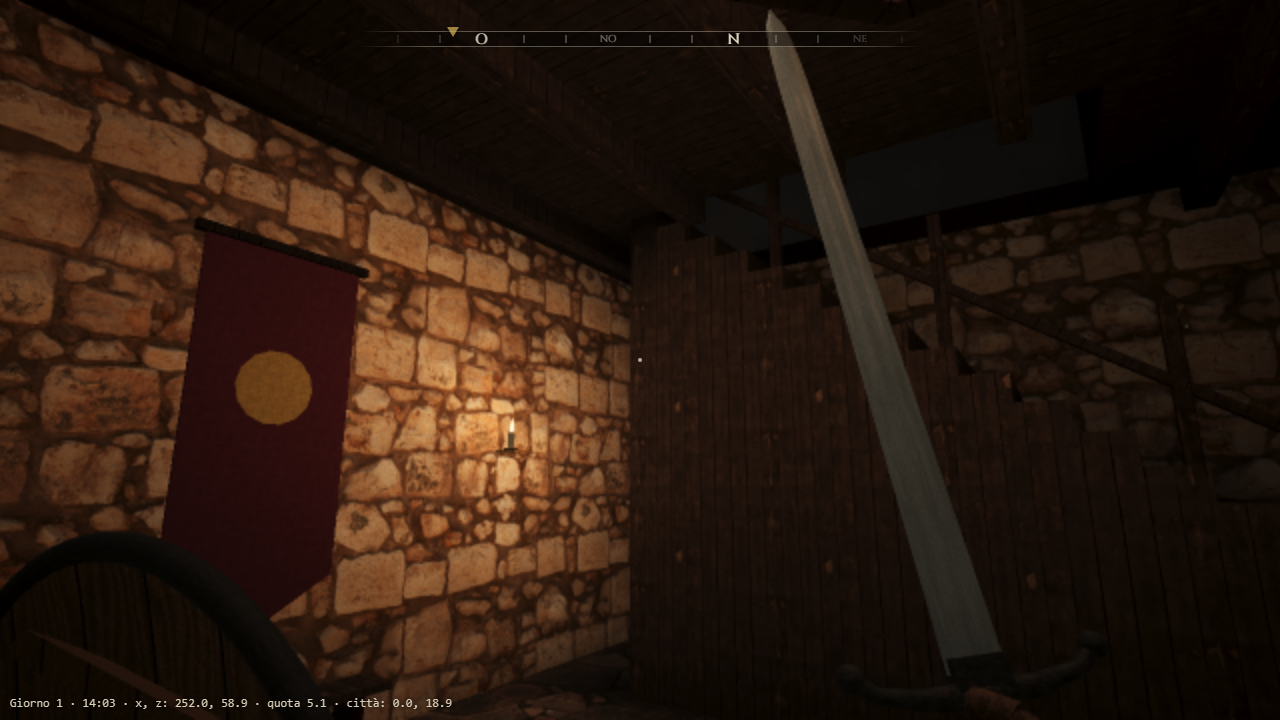 O NO N NE
Giorno 1 · 14:03 · x, z: 252.0, 58.9 · quota 5.1 · città: 0.0, 18.9